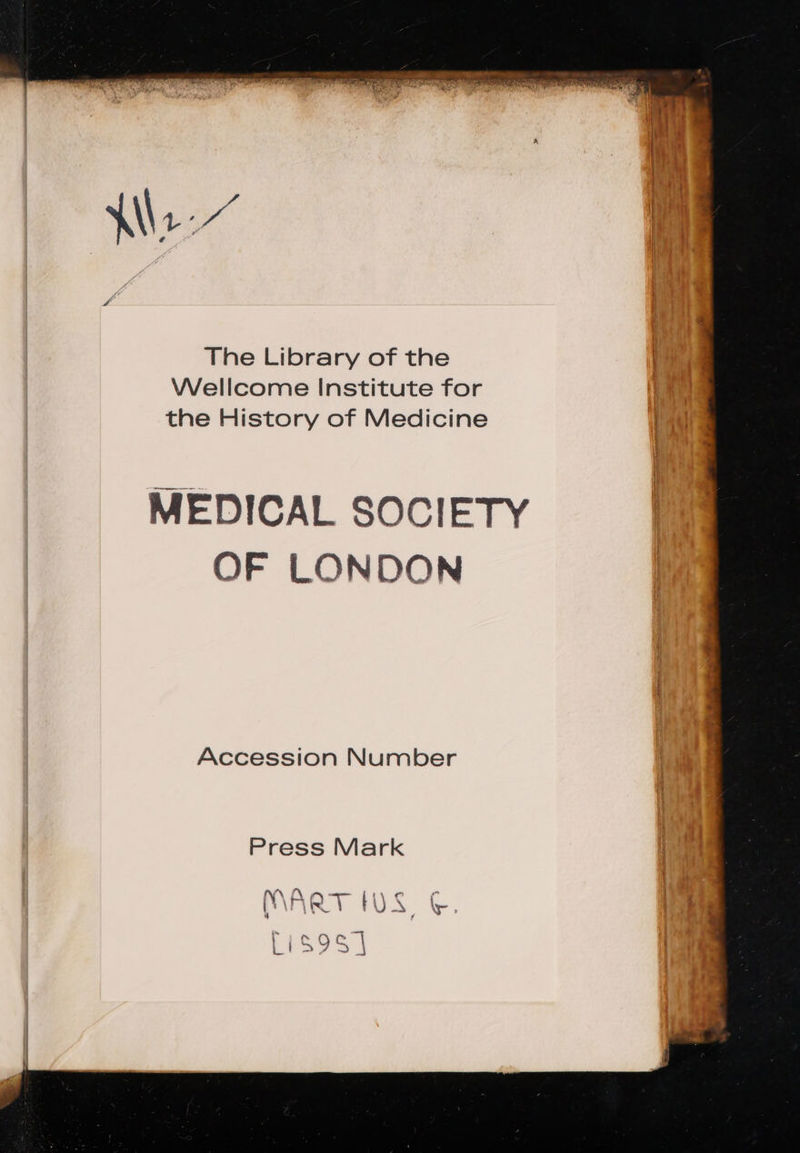 XII 2.
The Library of the
Wellcome Institute for
the History of Medicine
MEDICAL SOCIETY
OF LONDON
Accession Number
Press Mark
MARTIUS, G.
[1595]